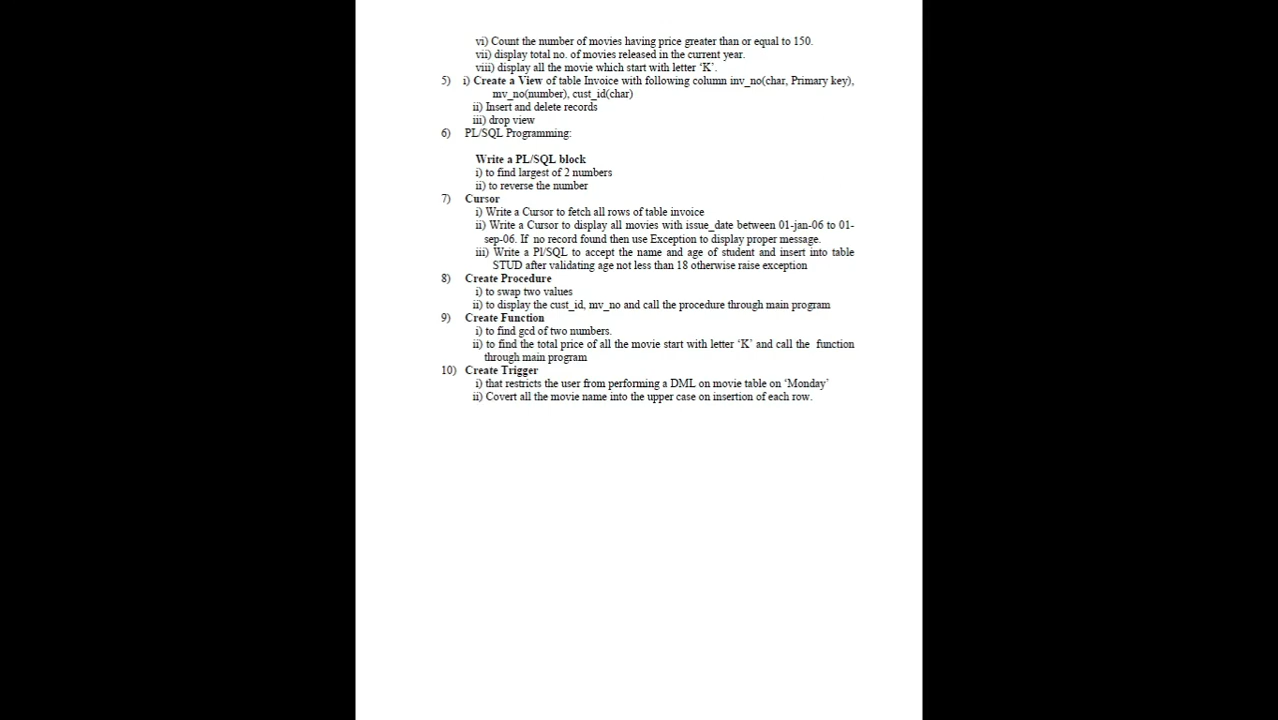 vi) Count the number of movies having price greater than or equal to 150.
vii) display total no. of movies released in the current year.
viii) display all the movie which start with letter ‘K’.
5) i) Create a View of table Invoice with following column inv_no(char, Primary key),
mv_no(number), cust_id(char)
ii) Insert and delete records
iii) drop view
6) PL/SQL Programming:
Write a PL/SQL block
i) to find largest of 2 numbers
ii) to reverse the number
7) Cursor
i) Write a Cursor to fetch all rows of table invoice
ii) Write a Cursor to display all movies with issue_date between 01-jan-06 to 01-
sep-06. If no record found then use Exception to display proper message.
iii) Write a Pl/SQL to accept the name and age of student and insert into table
STUD after validating age not less than 18 otherwise raise exception
8) Create Procedure
i) to swap two values
ii) to display the cust_id, mv_no and call the procedure through main program
9) Create Function
i) to find gcd of two numbers.
ii) to find the total price of all the movie start with letter ‘K’ and call the function
through main program
10) Create Trigger
i) that restricts the user from performing a DML on movie table on ‘Monday’
ii) Covert all the movie name into the upper case on insertion of each row.